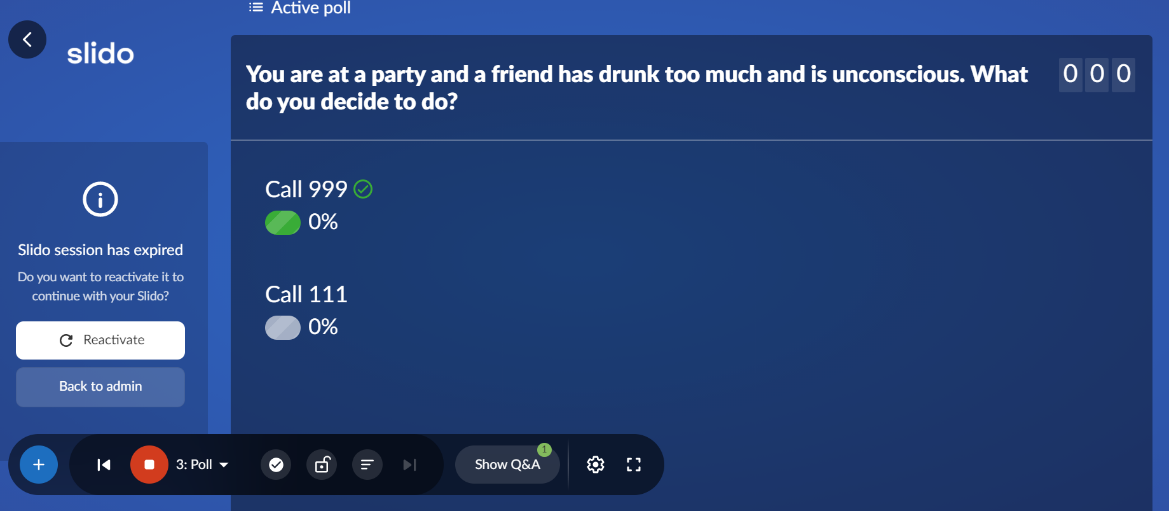 Active poll
slido
You are at a party and a friend has drunk too much and is unconscious. What
do you decide to do?
0 0 0
Call 999
0%
Call 111
0%
Slido session has expired
Do you want to reactivate it to
continue with your Slido?
Reactivate
Back to admin
3: Poll
Show Q&A
1